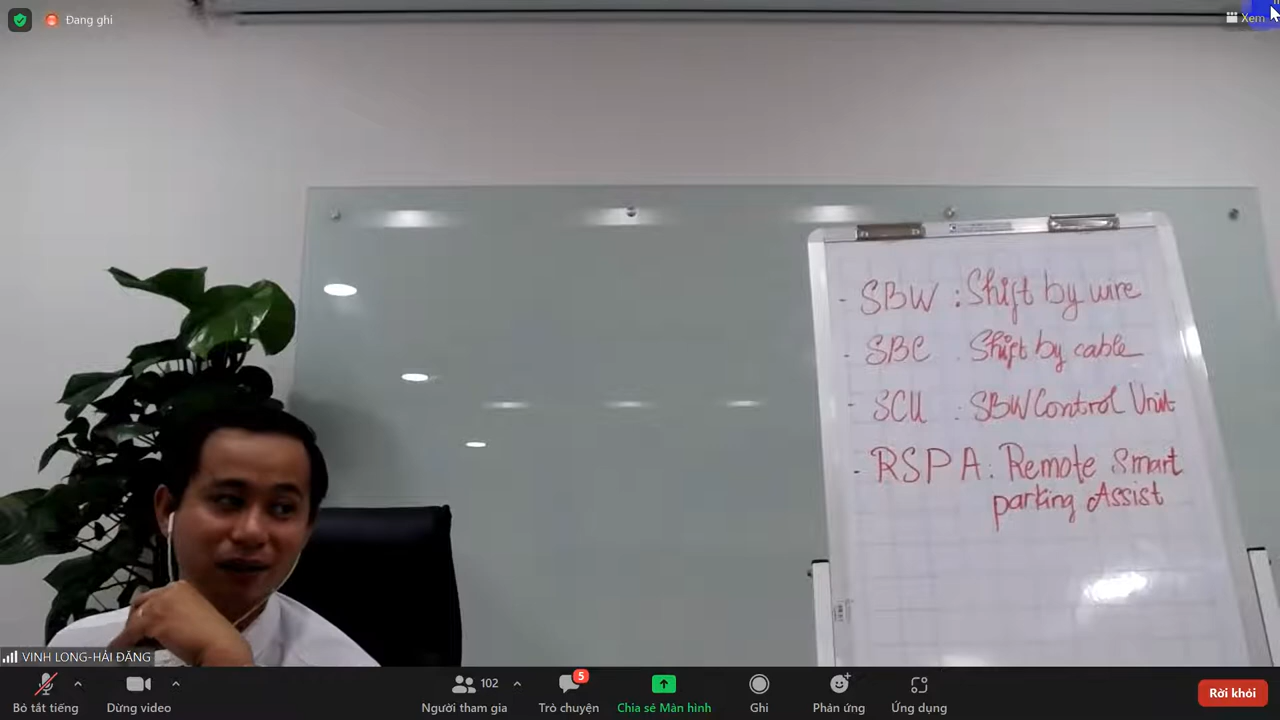 Đang ghi
Xem
- SBW : Shift by wire
- SBC : Shift by cable
- SCU : SBW Control Unit
- RSPA : Remote Smart
parking Assist
VINH LONG-HẢI ĐĂNG
102
5
Bỏ tắt tiếng
Dừng video
Người tham gia
Trò chuyện
Chia sẻ Màn hình
Ghi
Phản ứng
Ứng dụng
Rời khỏi